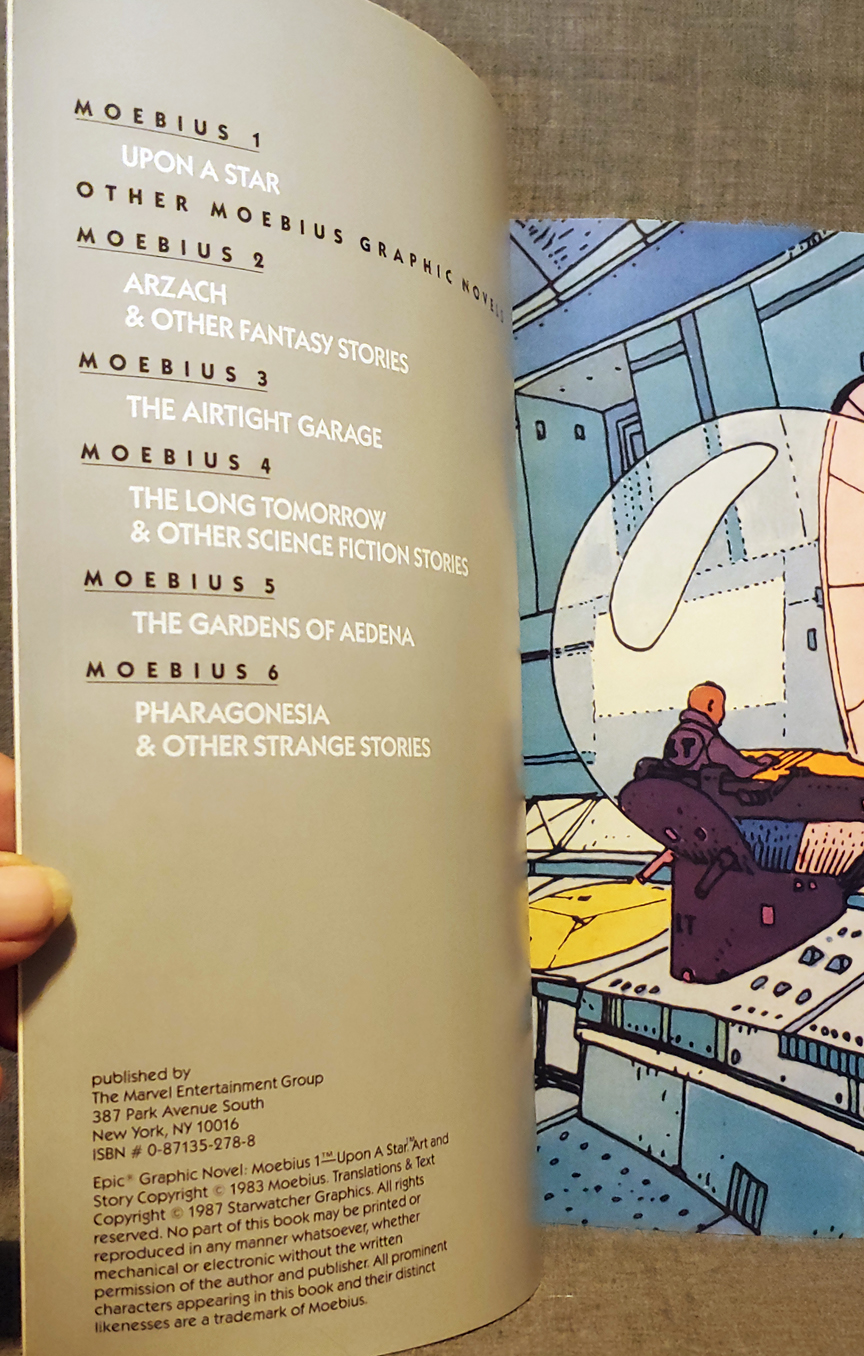 MOEBIUS 1
UPON A STAR
OTHER MOEBIUS GRAPHIC NOVELS
MOEBIUS 2
ARZACH
& OTHER FANTASY STORIES
MOEBIUS 3
THE AIRTIGHT GARAGE
MOEBIUS 4
THE LONG TOMORROW
& OTHER SCIENCE FICTION STORIES
MOEBIUS 5
THE GARDENS OF AEDENA
MOEBIUS 6
PHARAGONESIA
& OTHER STRANGE STORIES
published by
The Marvel Entertainment Group
387 Park Avenue South
New York, NY 10016
ISBN # 0-87135-278-8
Epic® Graphic Novel: Moebius 1™—Upon A Star.™ Art and
Story Copyright © 1983 Moebius. Translations & Text
Copyright © 1987 Starwatcher Graphics. All rights
reserved. No part of this book may be printed or
reproduced in any manner whatsoever, whether
mechanical or electronic without the written
permission of the author and publisher. All prominent
characters appearing in this book and their distinct
likenesses are a trademark of Moebius.
IT